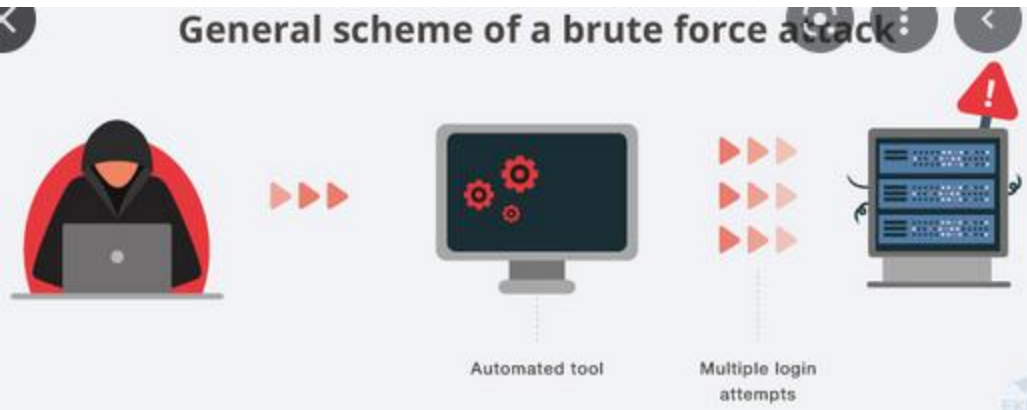 General scheme of a brute force attack
Automated tool
Multiple login
attempts